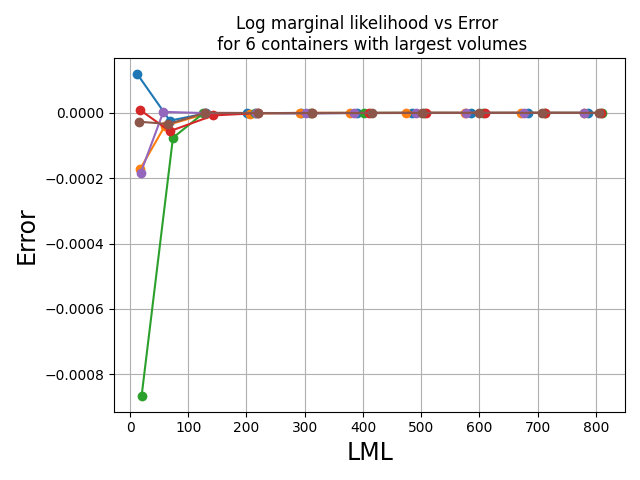 Log marginal likelihood vs Error
for 6 containers with largest volumes
0.0000
−0.0002
−0.0004
−0.0006
−0.0008
Error
0 100 200 300 400 500 600 700 800
LML